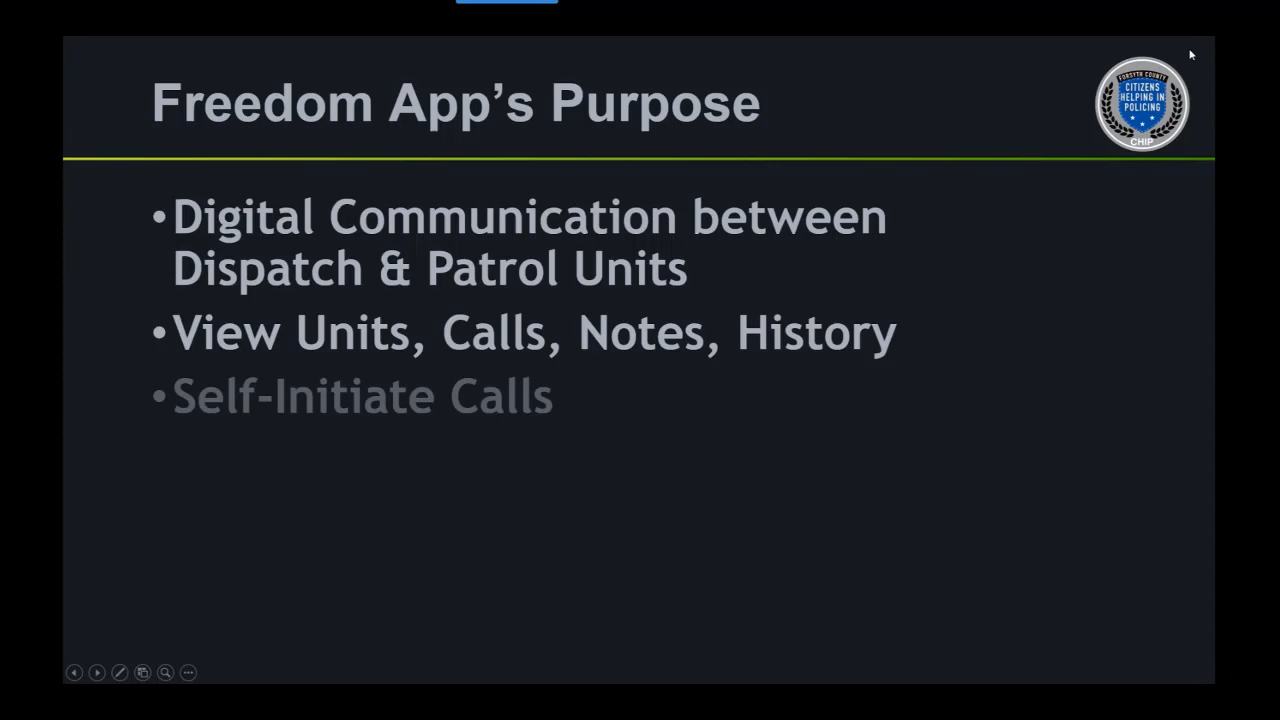 Freedom App's Purpose
FORSYTH COUNTY
CITIZENS
HELPING IN
POLICING
CHIP
•Digital Communication between
Dispatch & Patrol Units
•View Units, Calls, Notes, History
•Self-Initiate Calls